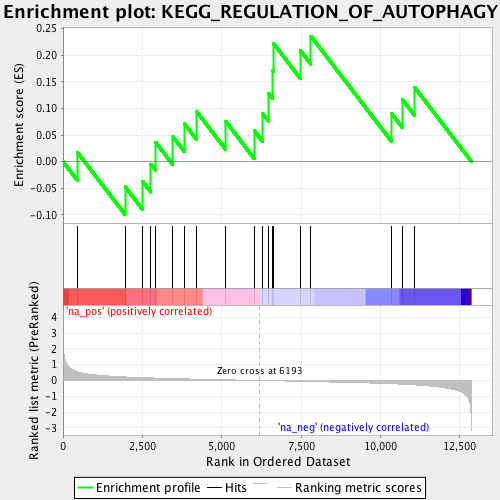 Enrichment plot: KEGG_REGULATION_OF_AUTOPHAGY
Enrichment score (ES)
0.25
0.20
0.15
0.10
0.05
0.00
-0.05
-0.10
'na_pos' (positively correlated)
Ranked list metric (PreRanked)
4
3
2
1
0
-1
-2
-3
Zero cross at 6193
'na_neg' (negatively correlated)
0
2,500
5,000
7,500
10,000
12,500
Rank in Ordered Dataset
Enrichment profile
Hits
Ranking metric scores